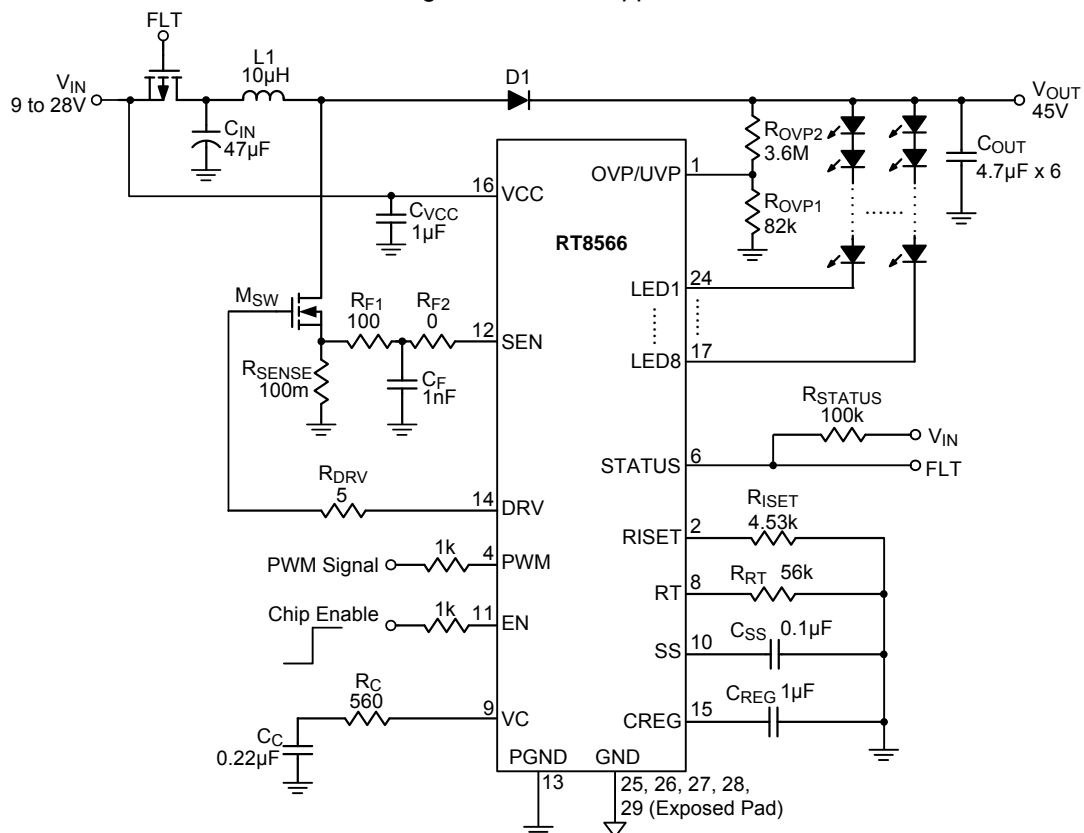 FLT
L1
10µH
D1
VIN
9 to 28V
VOUT
45V
CIN
47µF
ROVP2
3.6M
COUT
4.7µF x 6
OVP/UVP
1
16
VCC
CVCC
1µF
ROVP1
82k
RT8566
24
LED1
MSW
RF1
100
RF2
0
12
SEN
17
LED8
RSENSE
100m
CF
1nF
RSTATUS
100k
VIN
STATUS
6
FLT
RDRV
5
14
DRV
RISET
4.53k
RISET
2
PWM Signal
1k
4
PWM
RRT 56k
RT
8
Chip Enable
1k
11
EN
CSS 0.1µF
SS
10
RC
560
9
VC
CREG 1µF
CREG
15
CC
0.22µF
PGND
GND
13
25, 26, 27, 28,
29 (Exposed Pad)